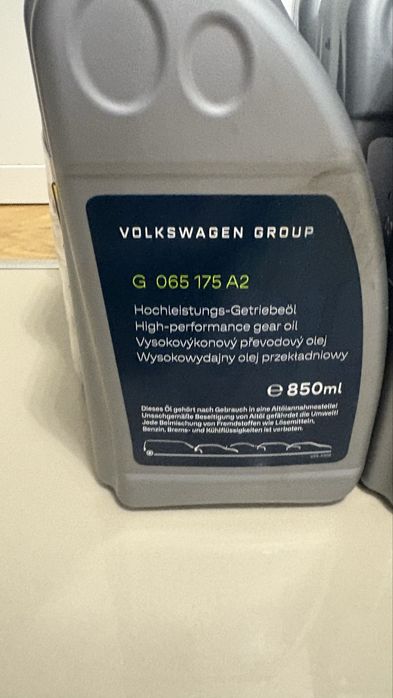 VOLKSWAGEN GROUP
G 065 175 A2
Hochleistungs-Getriebeöl
High-performance gear oil
Vysokovýkonový převodový olej
Wysokowydajny olej przekładniowy
℮ 850ml
Dieses Öl gehört nach Gebrauch in eine Altölannahmestelle!
Unsachgemäße Beseitigung von Altöl gefährdet die Umwelt!
Jede Beimischung von Fremdstoffen wie Lösemitteln,
Benzin, Brems- und Kühlflüssigkeiten ist verboten.